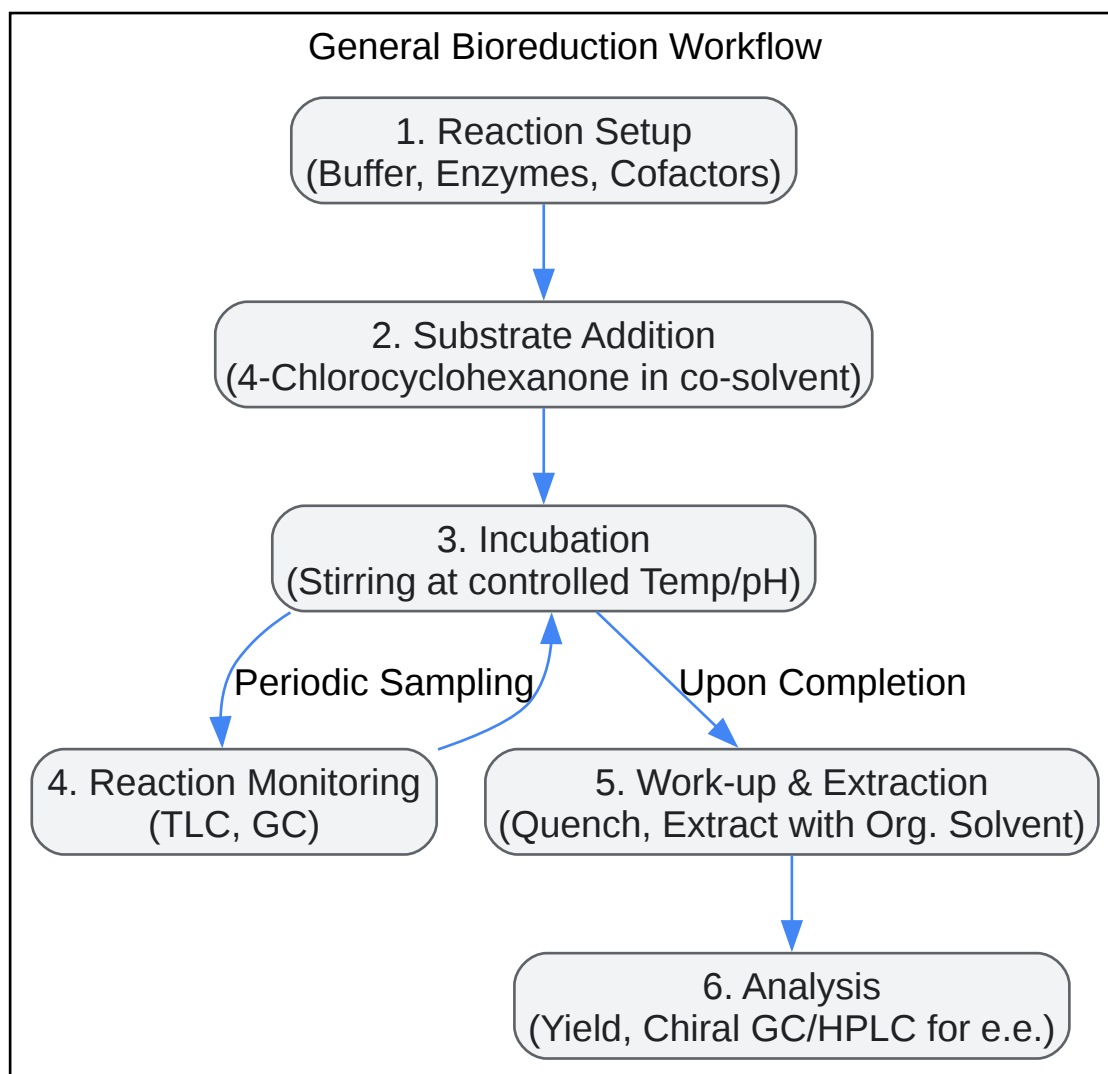 General Bioreduction Workflow
1. Reaction Setup
(Buffer, Enzymes, Cofactors)
2. Substrate Addition
(4-Chlorocyclohexanone in co-solvent)
3. Incubation
(Stirring at controlled Temp/pH)
Periodic Sampling
Upon Completion
4. Reaction Monitoring
(TLC, GC)
5. Work-up & Extraction
(Quench, Extract with Org. Solvent)
6. Analysis
(Yield, Chiral GC/HPLC for e.e.)